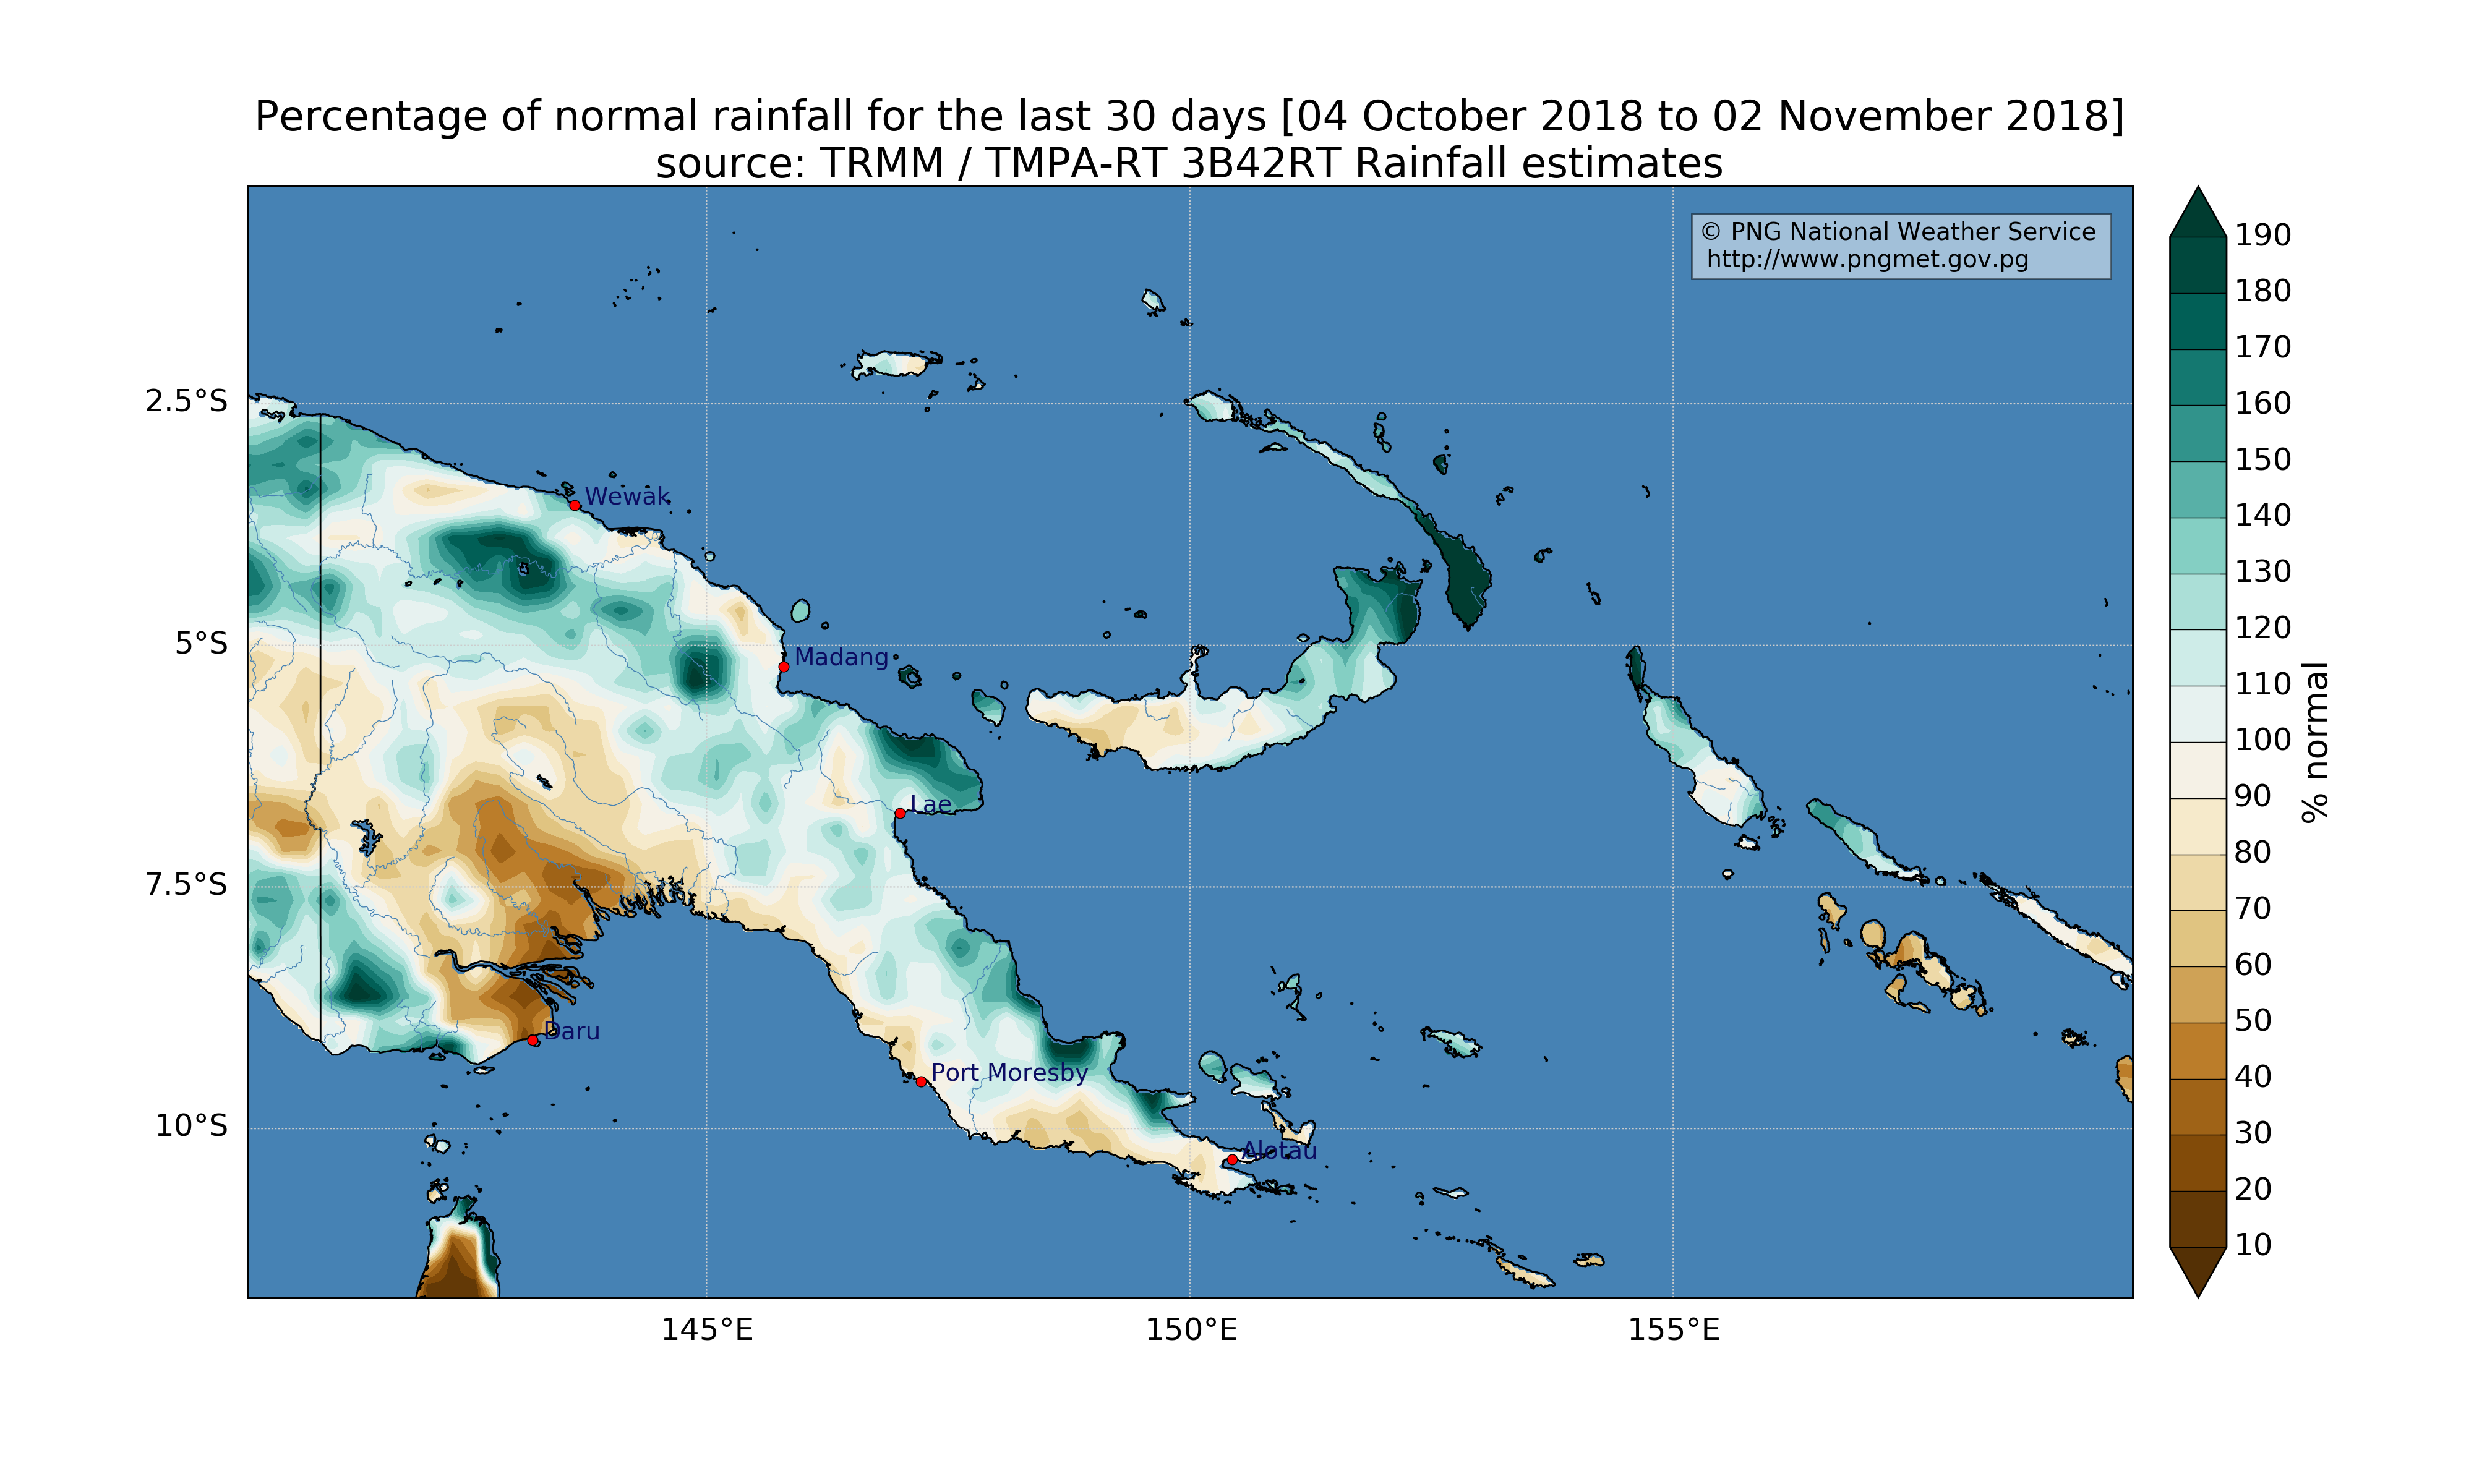 Percentage of normal rainfall for the last 30 days [04 October 2018 to 02 November 2018]
source: TRMM / TMPA-RT 3B42RT Rainfall estimates
© PNG National Weather Service
http://www.pngmet.gov.pg
190
180
170
160
150
140
130
120
110
100
90
80
70
60
50
40
30
20
10
% normal
2.5°S
5°S
7.5°S
10°S
Wewak
Madang
Lae
Daru
Port Moresby
Alotau
145°E
150°E
155°E